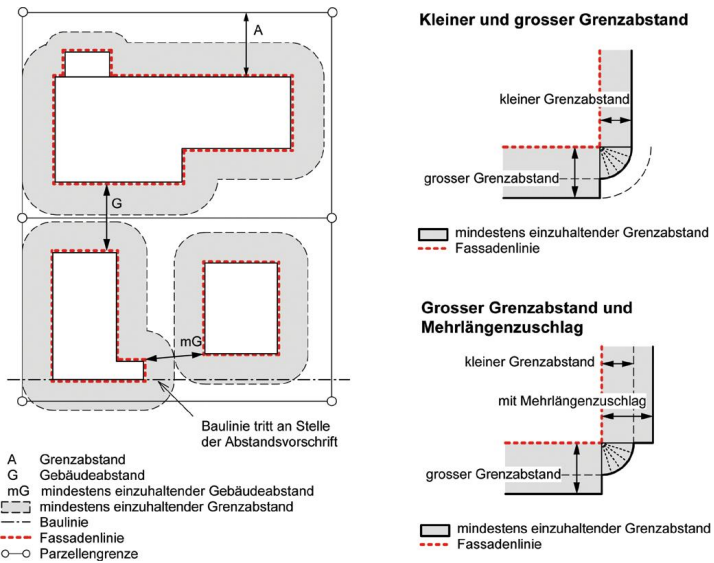 A
G
mG
Baulinie tritt an Stelle
der Abstandsvorschrift
A Grenzabstand
G Gebäudeabstand
mG mindestens einzuhaltender Gebäudeabstand
mindestens einzuhaltender Grenzabstand
Baulinie
Fassadenlinie
Parzellengrenze
Kleiner und grosser Grenzabstand
kleiner Grenzabstand
grosser Grenzabstand
mindestens einzuhaltender Grenzabstand
Fassadenlinie
Grosser Grenzabstand und
Mehrlängenzuschlag
kleiner Grenzabstand
mit Mehrlängenzuschlag
grosser Grenzabstand
mindestens einzuhaltender Grenzabstand
Fassadenlinie